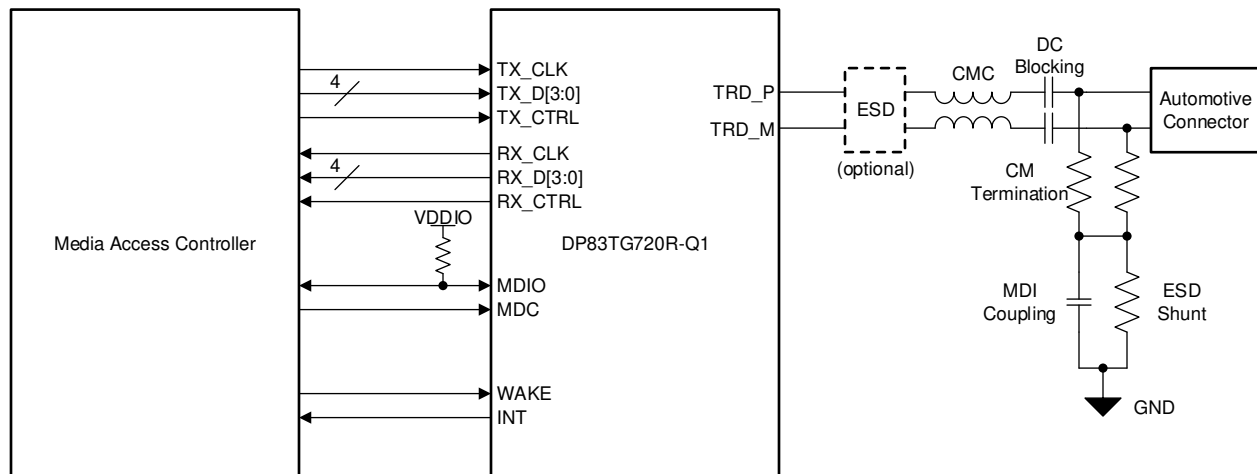 Media Access Controller
4
4
VDDIO
TX_CLK
TX_D[3:0]
TX_CTRL
RX_CLK
RX_D[3:0]
RX_CTRL
MDIO
MDC
WAKE
INT
DP83TG720R-Q1
TRD_P
TRD_M
ESD
(optional)
CMC
DC
Blocking
Automotive
Connector
CM
Termination
MDI
Coupling
ESD
Shunt
GND